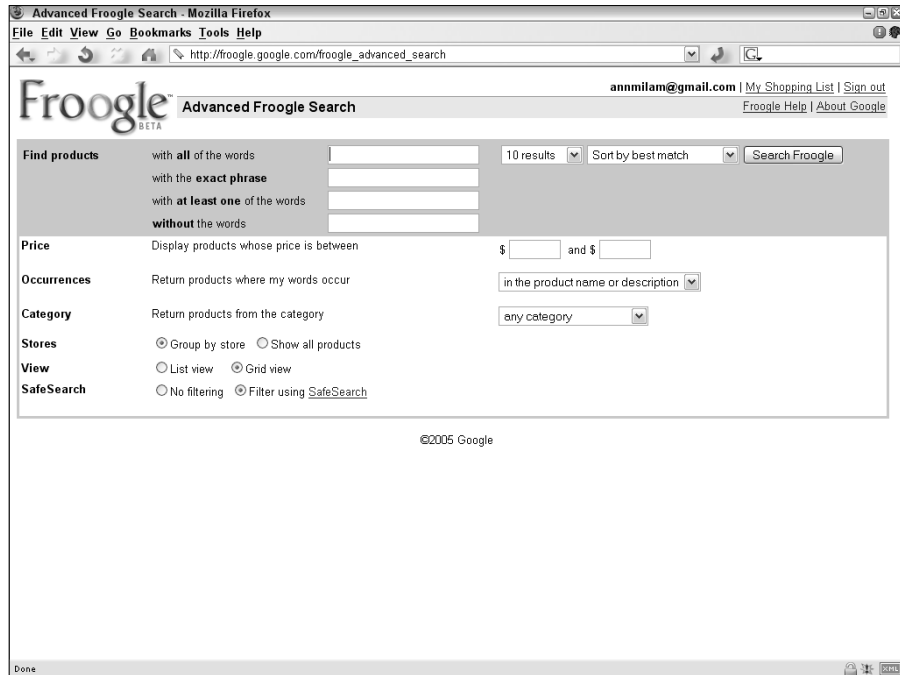 Advanced Froogle Search - Mozilla Firefox
File Edit View Go Bookmarks Tools Help
http://froogle.google.com/froogle_advanced_search
G
annmilam@gmail.com | My Shopping List | Sign out
Froogle™ BETA
Advanced Froogle Search
Froogle Help | About Google
Find products with all of the words 10 results Sort by best match Search Froogle
with the exact phrase
with at least one of the words
without the words
Price Display products whose price is between $ and $
Occurrences Return products where my words occur in the product name or description
Category Return products from the category any category
Stores Group by store Show all products
View List view Grid view
SafeSearch No filtering Filter using SafeSearch
©2005 Google
Done XML